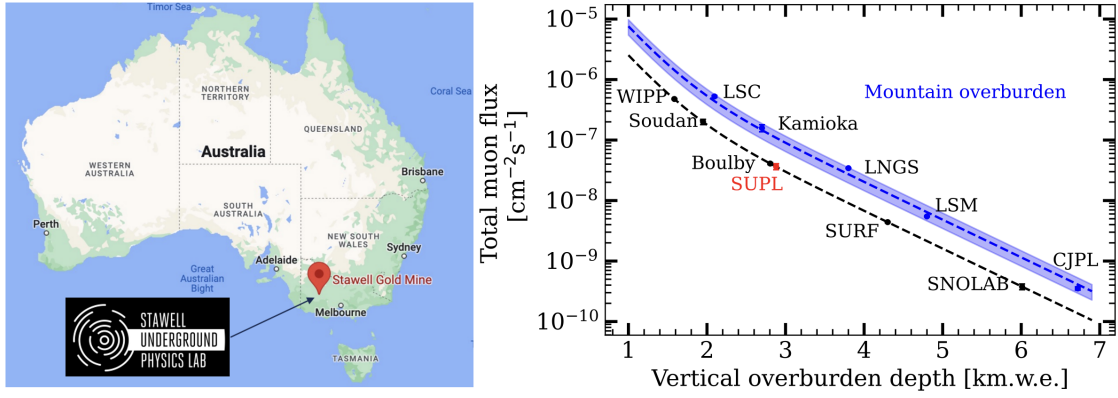 Timor Sea
Coral Sea
NORTHERN
TERRITORY
QUEENSLAND
Australia
WESTERN
AUSTRALIA
Brisbane
SOUTH
AUSTRALIA
NEW SOUTH
WALES
Perth
Sydney
Great
Australian
Bight
Adelaide
Stawell Gold Mine
Melbourne
TASMANIA
STAWELL
UNDERGROUND
PHYSICS LAB
Total muon flux
[cm⁻²s⁻¹]
10⁻⁵
10⁻⁶
10⁻⁷
10⁻⁸
10⁻⁹
10⁻¹⁰
WIPP
LSC
Mountain overburden
Soudan
Kamioka
Boulby
LNGS
SUPL
LSM
SURF
CJPL
SNOLAB
1 2 3 4 5 6 7
Vertical overburden depth [km.w.e.]